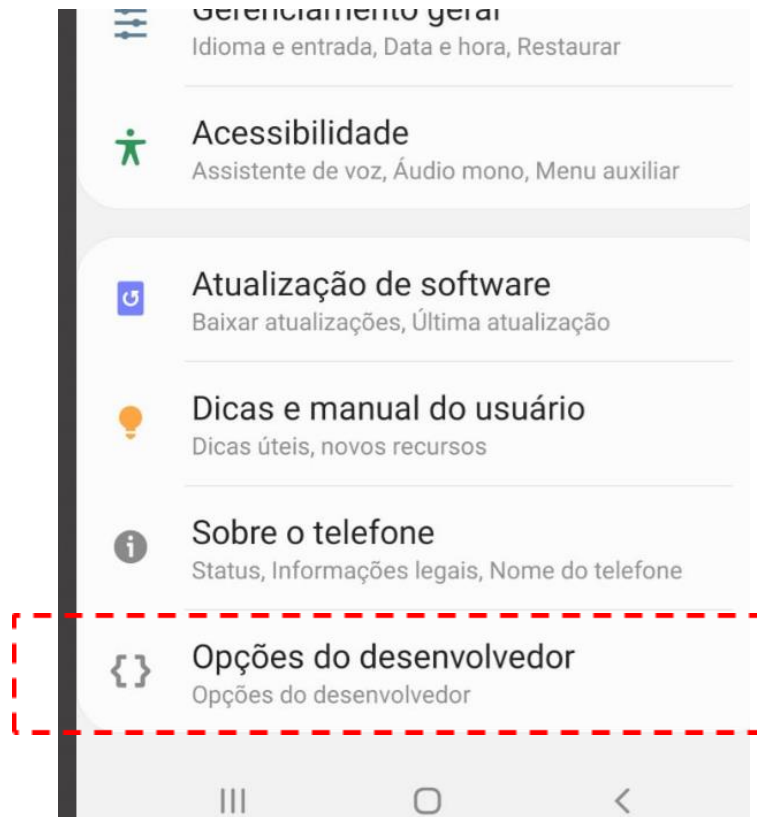 Gerenciamento geral
Idioma e entrada, Data e hora, Restaurar
Acessibilidade
Assistente de voz, Áudio mono, Menu auxiliar
Atualização de software
Baixar atualizações, Última atualização
Dicas e manual do usuário
Dicas úteis, novos recursos
Sobre o telefone
Status, Informações legais, Nome do telefone
{ } Opções do desenvolvedor
Opções do desenvolvedor